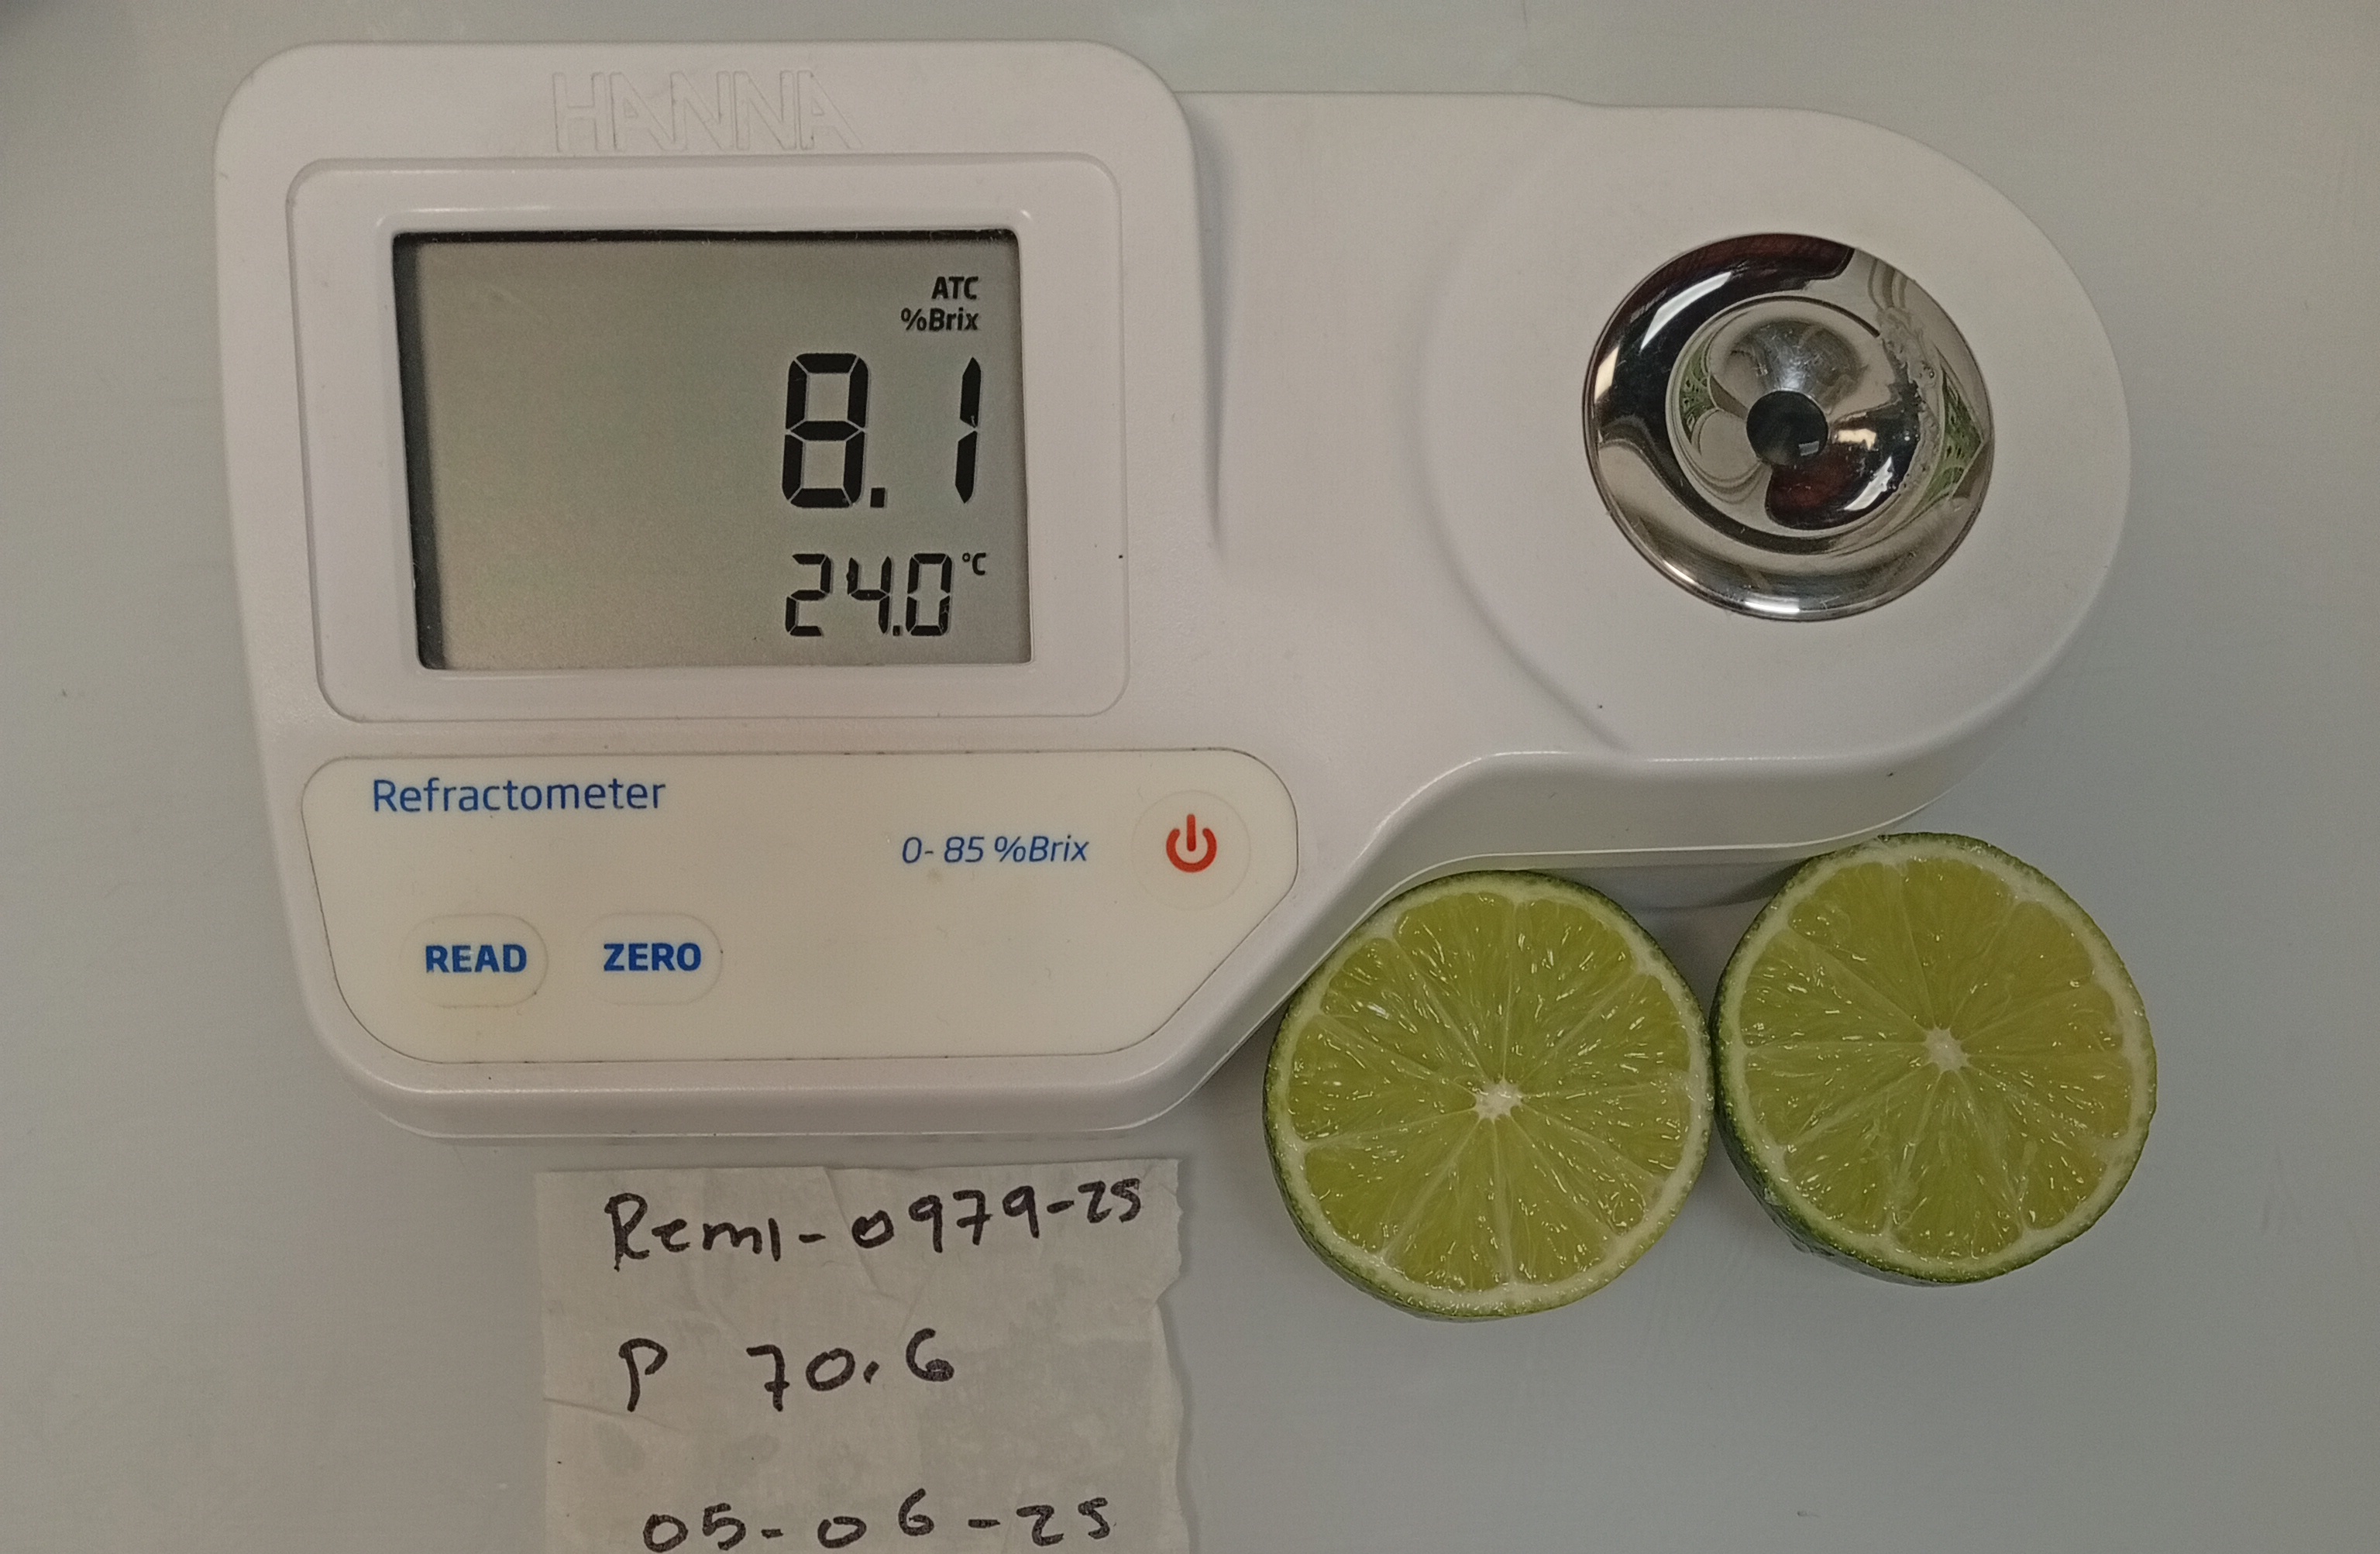 HANNA
ATC
%Brix
8.1
24.0 °C
Refractometer
0-85 %Brix
READ ZERO
Remi-0979-25
P 70.6
05-06-25